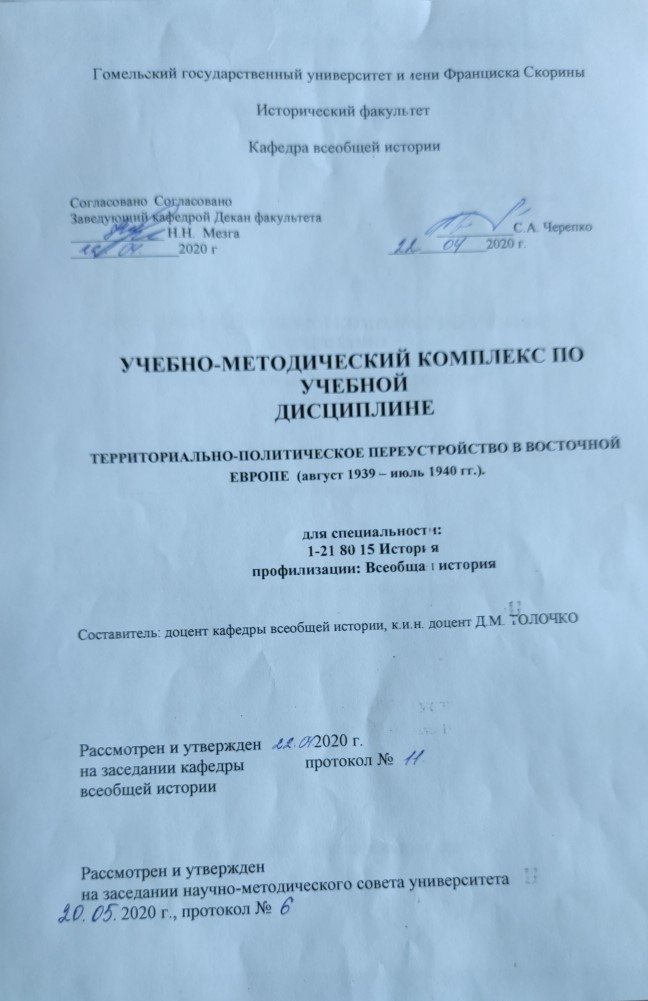 Гомельский государственный университет имени Франциска Скорины
Исторический факультет
Кафедра всеобщей истории
Согласовано Согласовано
Заведующий кафедрой Декан факультета
Н.Н. Мезга
С.А. Черепко
22 04. 2020 г
22 04 2020 г.
УЧЕБНО-МЕТОДИЧЕСКИЙ КОМПЛЕКС ПО
УЧЕБНОЙ
ДИСЦИПЛИНЕ
ТЕРРИТОРИАЛЬНО-ПОЛИТИЧЕСКОЕ ПЕРЕУСТРОЙСТВО В ВОСТОЧНОЙ
ЕВРОПЕ (август 1939 – июль 1940 гг.).
для специальности:
1-21 80 15 История
профилизации: Всеобщая история
Составитель: доцент кафедры всеобщей истории, к.и.н. доцент Д.М. ТОЛОЧКО
Рассмотрен и утвержден 22.04 2020 г.
на заседании кафедры протокол № 11.
всеобщей истории
Рассмотрен и утвержден
на заседании научно-методического совета университета
20.05. 2020 г., протокол № 6